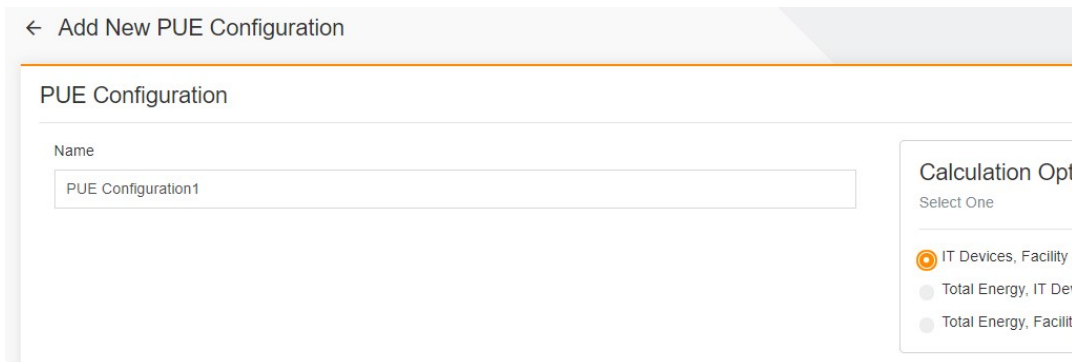 ← Add New PUE Configuration
PUE Configuration
Name
PUE Configuration1
Calculation Opt
Select One
IT Devices, Facility
Total Energy, IT De
Total Energy, Facilit